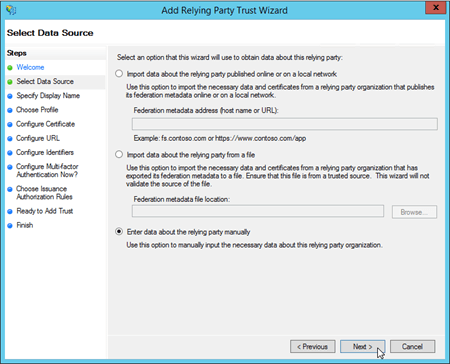 Add Relying Party Trust Wizard
X
Select Data Source
Steps
Welcome
Select Data Source
Specify Display Name
Choose Profile
Configure Certificate
Configure URL
Configure Identifiers
Configure Multi-factor
Authentication Now?
Choose Issuance
Authorization Rules
Ready to Add Trust
Finish
Select an option that this wizard will use to obtain data about this relying party:
Import data about the relying party published online or on a local network
Use this option to import the necessary data and certificates from a relying party organization that publishes
its federation metadata online or on a local network.
Federation metadata address (host name or URL):
Example: fs.contoso.com or https://www.contoso.com/app
Import data about the relying party from a file
Use this option to import the necessary data and certificates from a relying party organization that has
exported its federation metadata to a file. Ensure that this file is from a trusted source. This wizard will not
validate the source of the file.
Federation metadata file location:
Browse...
Enter data about the relying party manually
Use this option to manually input the necessary data about this relying party organization.
< Previous
Next >
Cancel